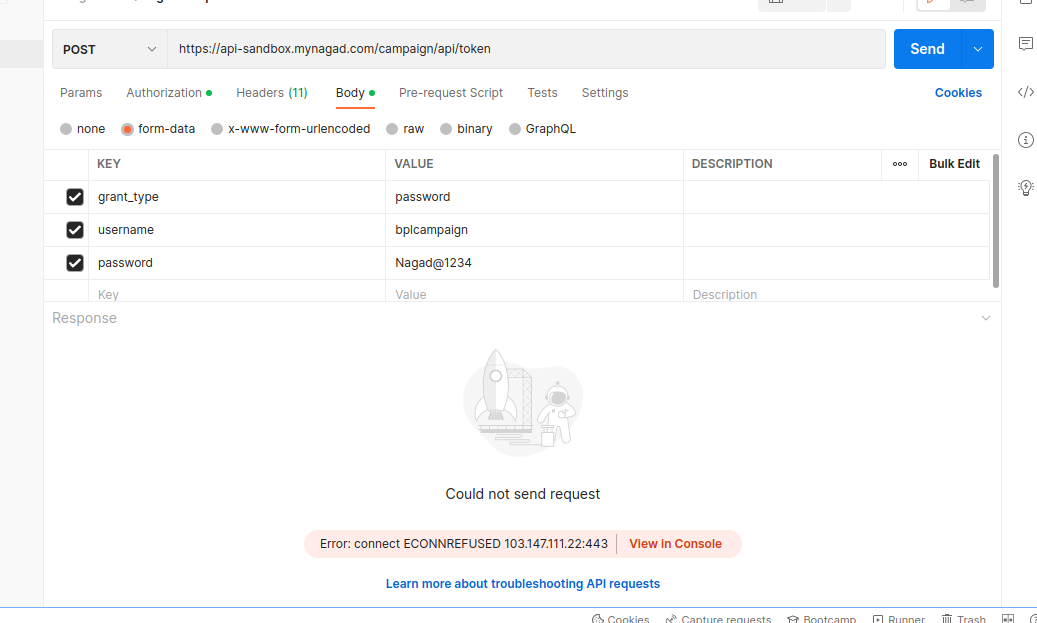 POST
https://api-sandbox.mynagad.com/campaign/api/token
Send
Params Authorization Headers (11) Body Pre-request Script Tests Settings Cookies
none form-data x-www-form-urlencoded raw binary GraphQL
KEY VALUE DESCRIPTION ooo Bulk Edit
grant_type password
username bplcampaign
password Nagad@1234
Key Value Description
Response
Could not send request
Error: connect ECONNREFUSED 103.147.111.22:443 View in Console
Learn more about troubleshooting API requests
Cookies Capture requests Bootcamp Runner Trash